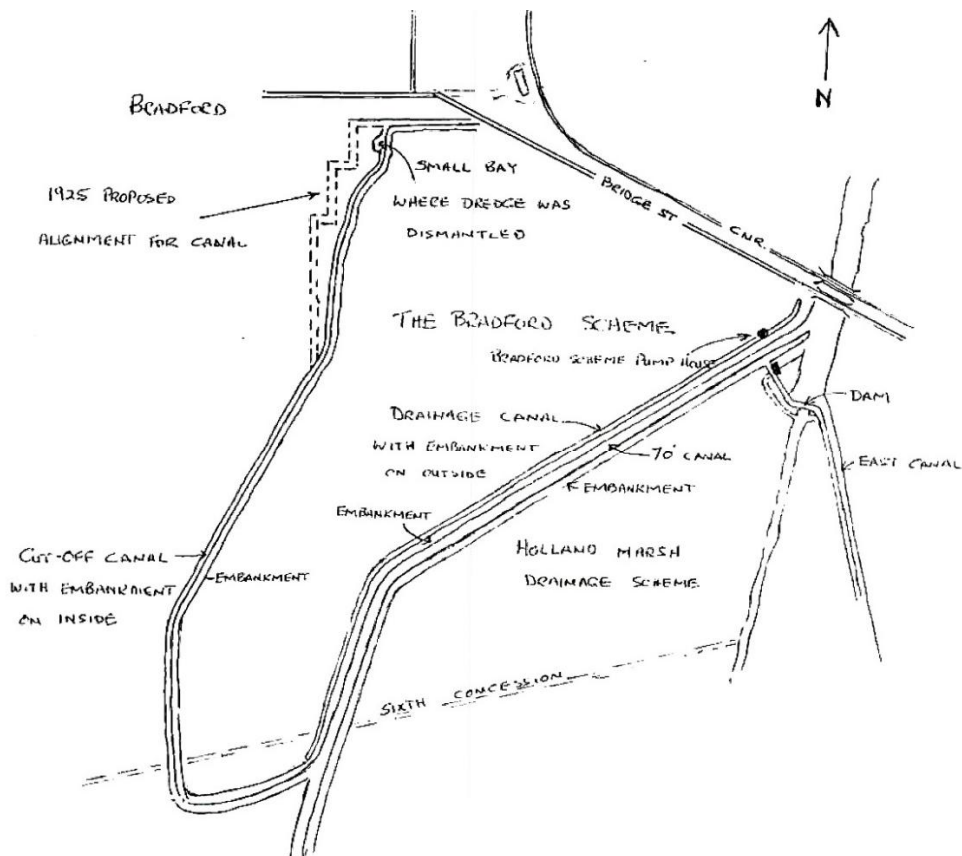 N
BRADFORD
SMALL BAY
WHERE DREDGE WAS
DISMANTLED
1925 PROPOSED
ALIGNMENT FOR CANAL
BRIDGE ST
CNR.
THE BRADFORD SCHEME
BRADFORD SCHEME PUMP HOUSE
DAM
DRAINAGE CANAL
WITH EMBANKMENT
ON OUTSIDE
70' CANAL
EAST CANAL
EMBANKMENT
EMBANKMENT
HOLLAND MARSH
DRAINAGE SCHEME
CUT-OFF CANAL
WITH EMBANKMENT
ON INSIDE
EMBANKMENT
SIXTH CONCESSION